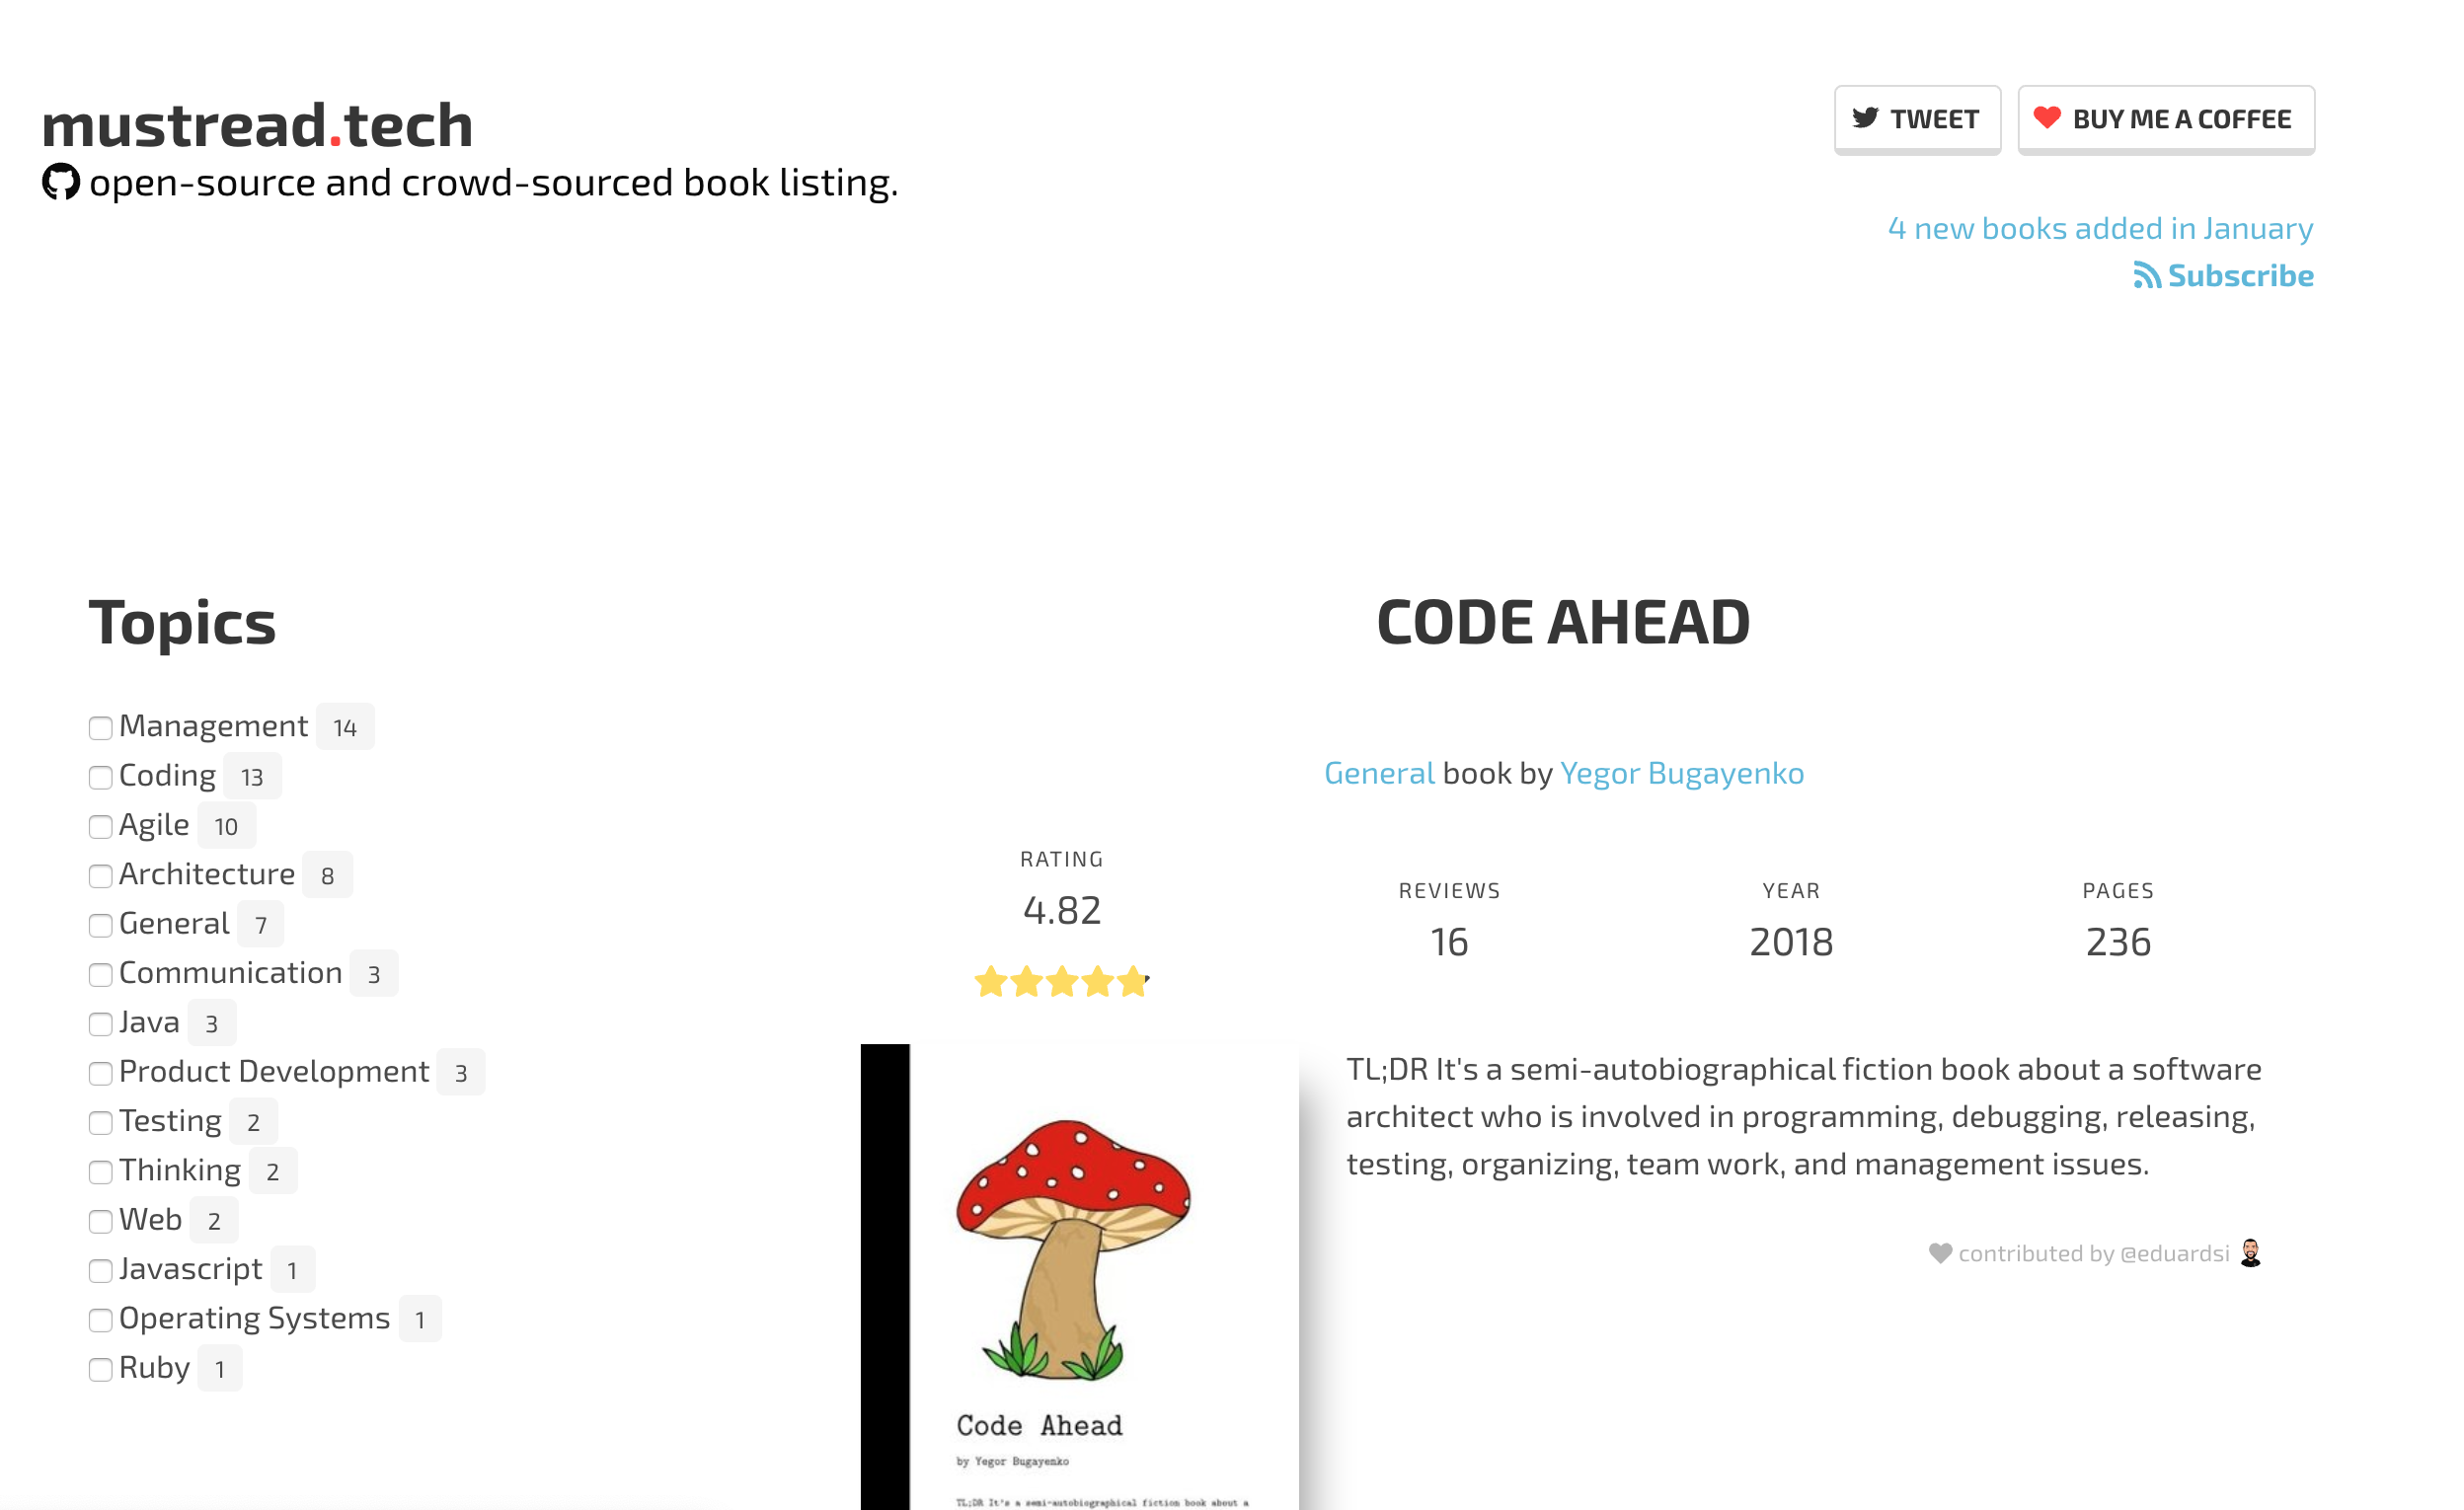 mustread.tech
open-source and crowd-sourced book listing.
TWEET
BUY ME A COFFEE
4 new books added in January
Subscribe
Topics
Management 14
Coding 13
Agile 10
Architecture 8
General 7
Communication 3
Java 3
Product Development 3
Testing 2
Thinking 2
Web 2
Javascript 1
Operating Systems 1
Ruby 1
CODE AHEAD
General book by Yegor Bugayenko
RATING
4.82
REVIEWS
16
YEAR
2018
PAGES
236
Code Ahead
by Yegor Bugayenko
TL;DR It's a semi-autobiographical fiction book about a
TL;DR It's a semi-autobiographical fiction book about a software
architect who is involved in programming, debugging, releasing,
testing, organizing, team work, and management issues.
contributed by @eduardsi